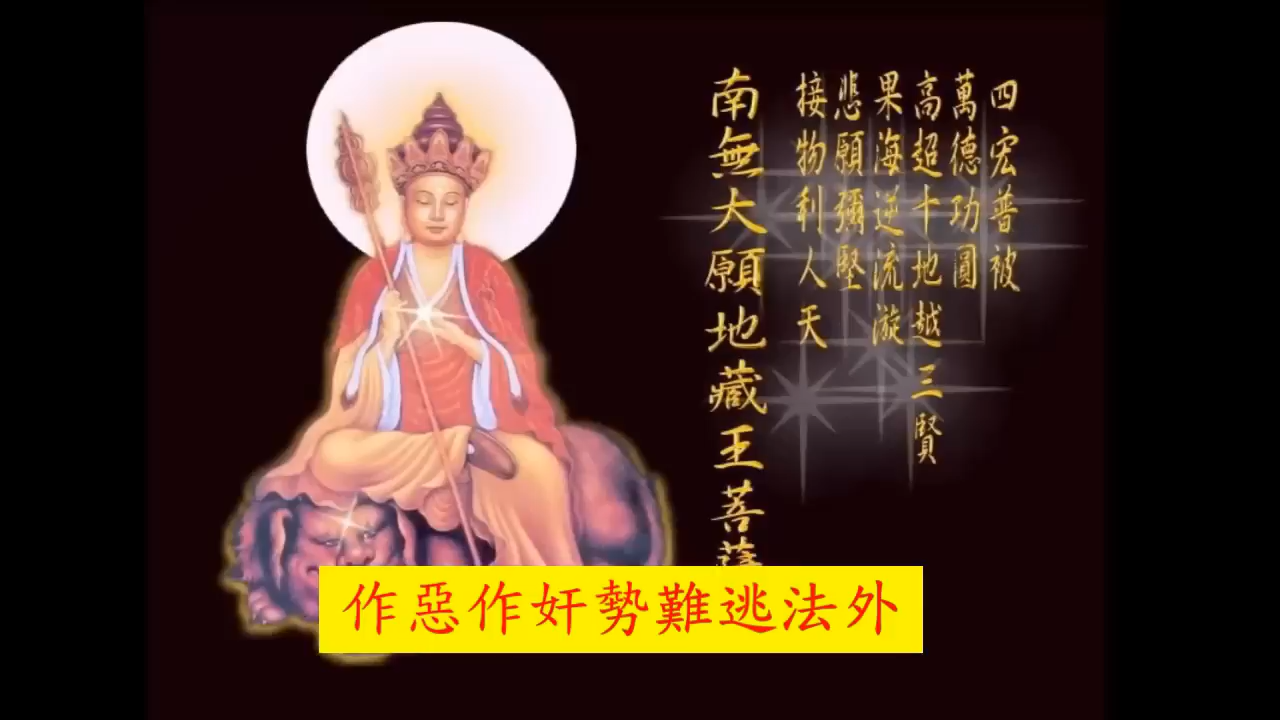 四宏普被
萬德功圓
高超十地越三賢
果海逆流漩
悲願彌堅
接物利人天
南無大願地藏王菩薩
作惡作奸勢難逃法外